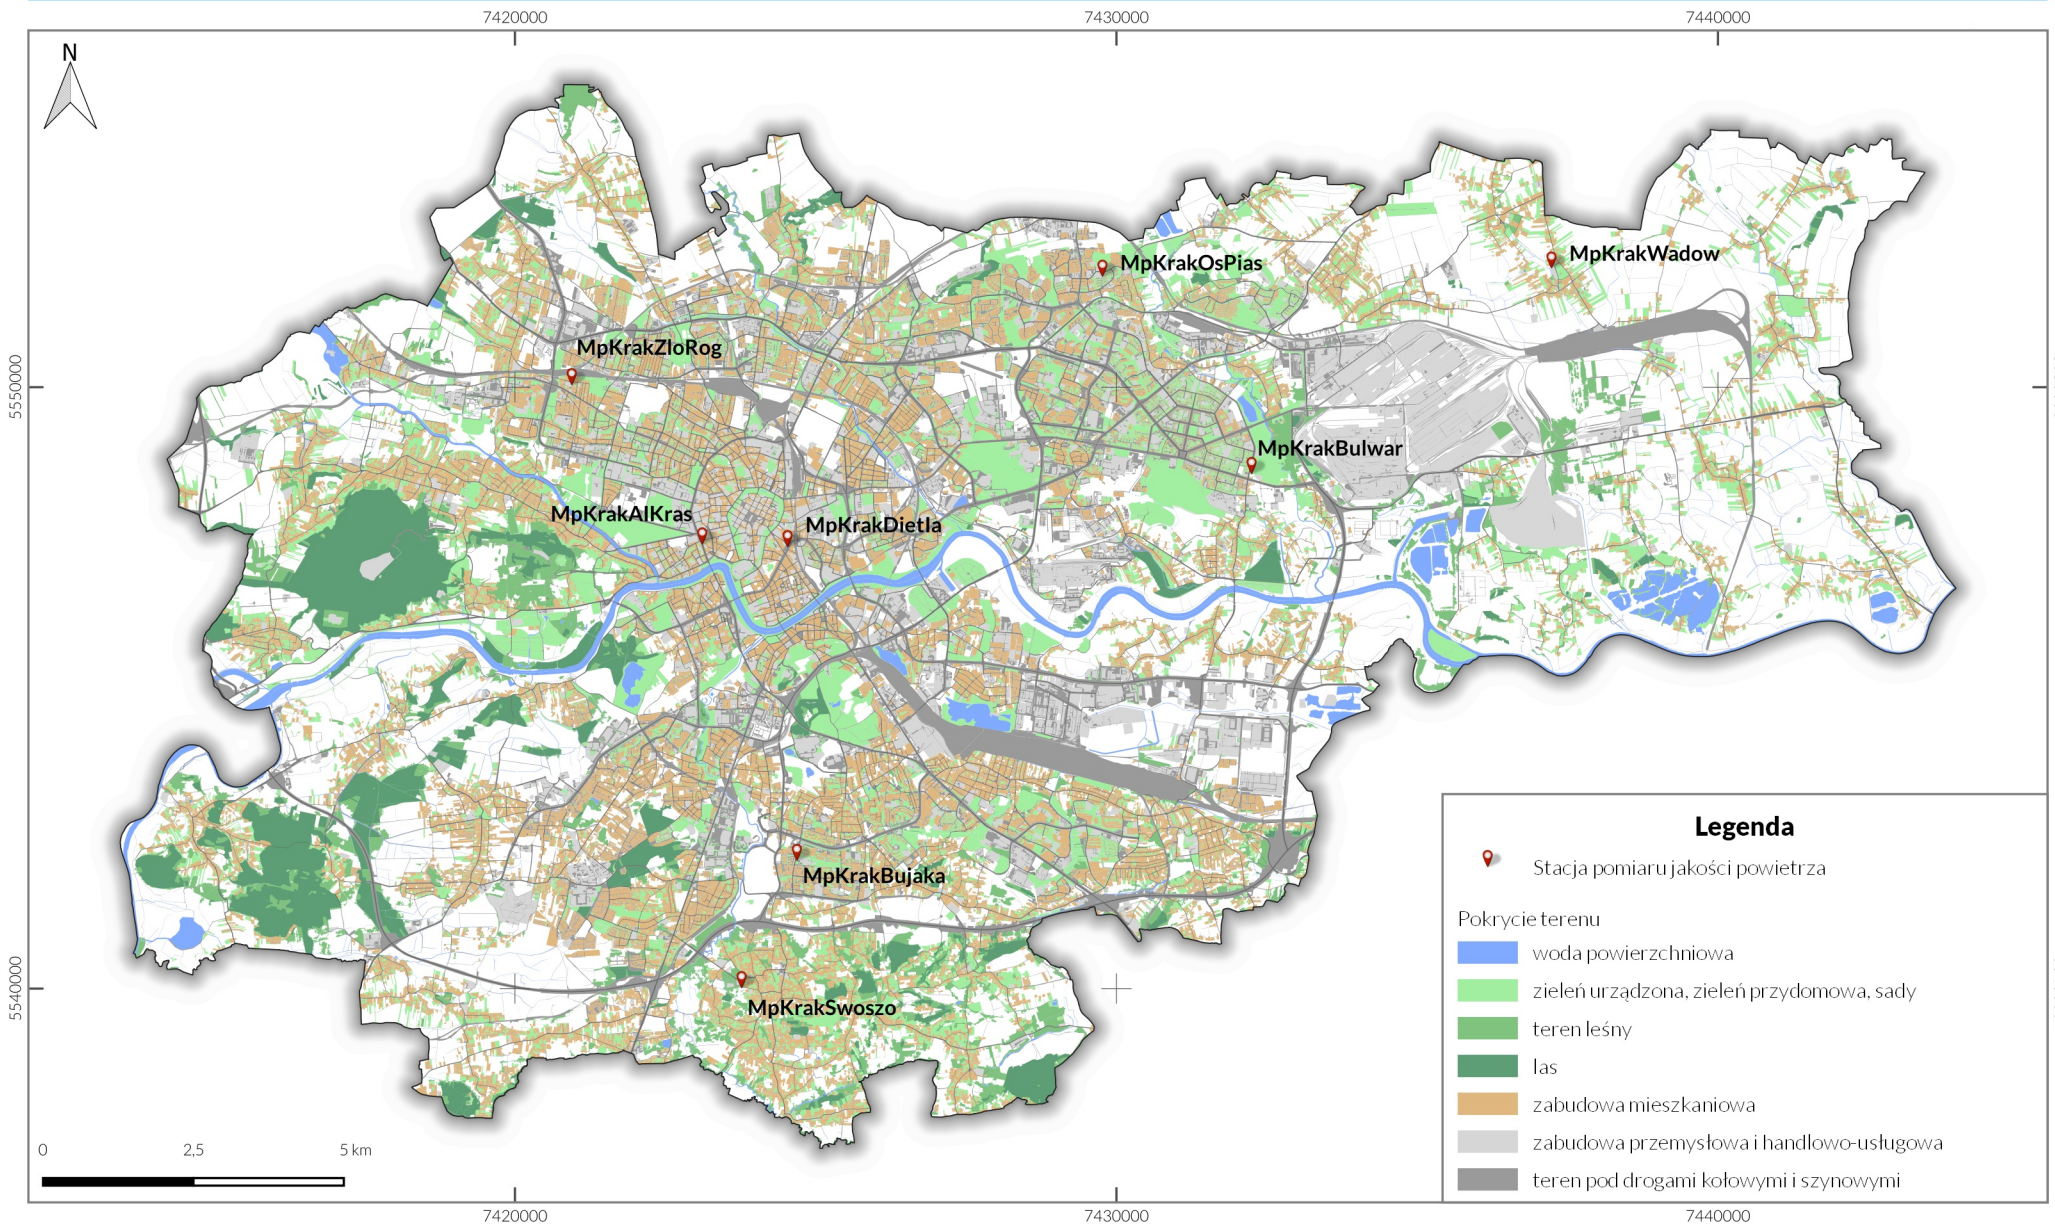 7420000
7430000
7440000
N
MpKrakWadow
MpKrakOsPias
MpKrakZloRog
5550000
MpKrakBulwar
MpKrakAlKras
MpKrakDietla
Legenda
Stacja pomiaru jakości powietrza
MpKrakBujaka
Pokrycie terenu
woda powierzchniowa
5540000
zieleń urządzona, zieleń przydomowa, sady
MpKrakSwoszo
teren leśny
las
zabudowa mieszkaniowa
zabudowa przemysłowa i handlowo-usługowa
0 2,5 5 km
teren pod drogami kołowymi i szynowymi
7420000
7430000
7440000